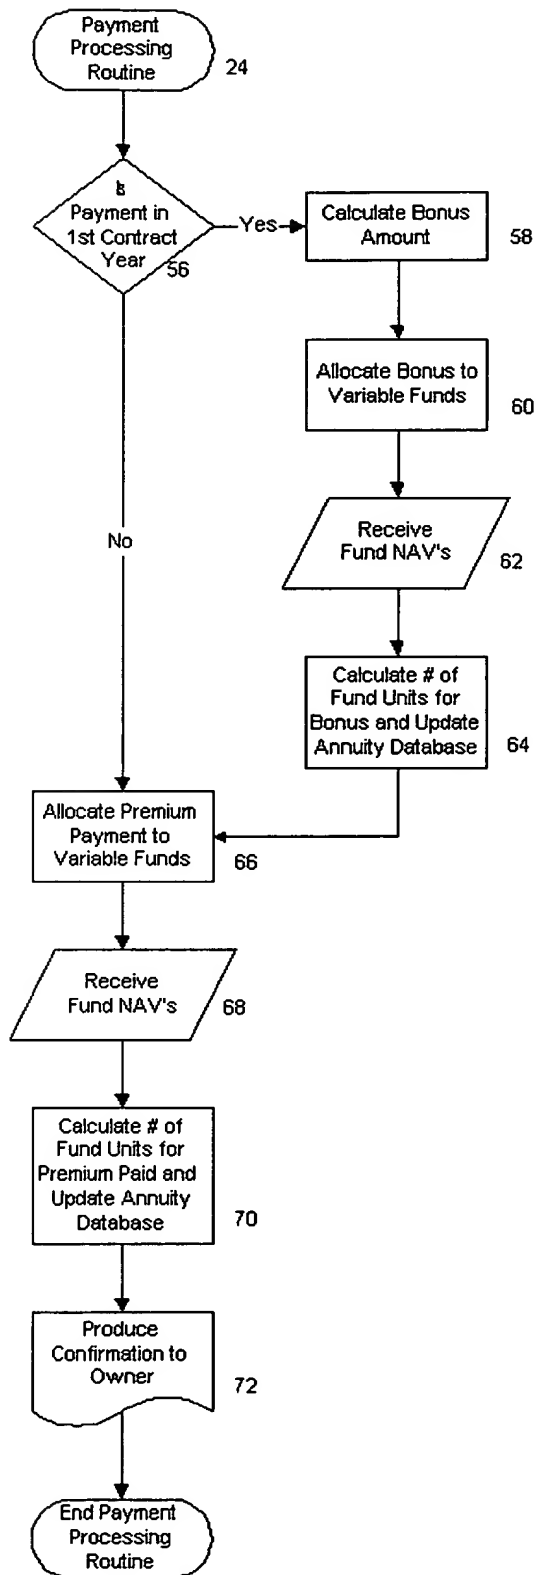 Payment
Processing
Routine
24
Is
Payment in
1st Contract
Year
56
Yes
Calculate Bonus
Amount
58
Allocate Bonus to
Variable Funds
60
Receive
Fund NAV's
62
Calculate # of
Fund Units for
Bonus and Update
Annuity Database
64
No
Allocate Premium
Payment to
Variable Funds
66
Receive
Fund NAV's
68
Calculate # of
Fund Units for
Premium Paid and
Update Annuity
Database
70
Produce
Confirmation to
Owner
72
End Payment
Processing
Routine